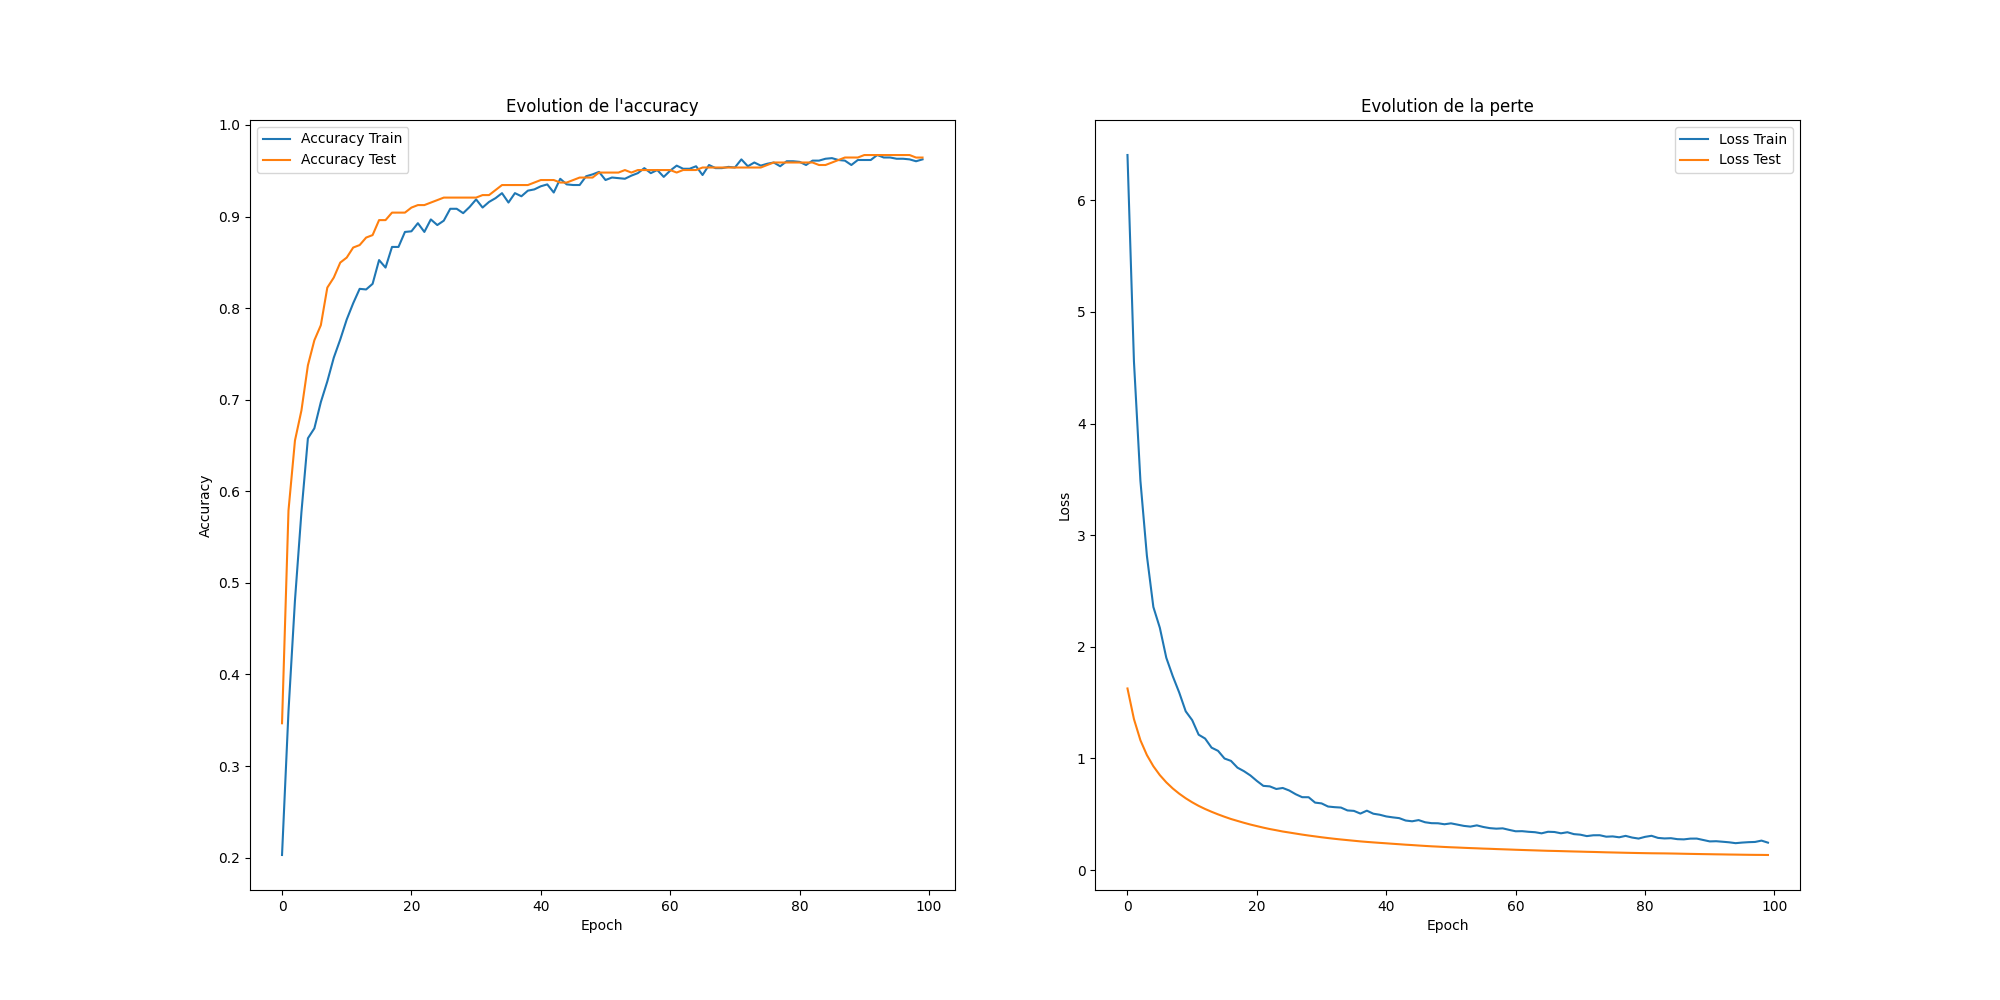 Evolution de l'accuracy
Accuracy Train
Accuracy Test
1.0
0.9
0.8
0.7
0.6
0.5
0.4
0.3
0.2
Accuracy
0 20 40 60 80 100
Epoch
Evolution de la perte
Loss Train
Loss Test
6
5
4
3
2
1
0
Loss
0 20 40 60 80 100
Epoch